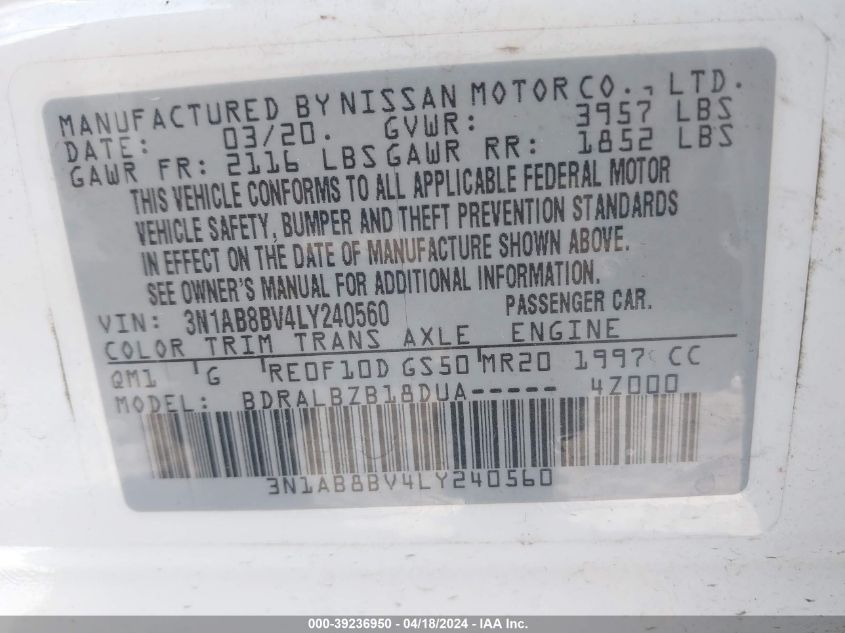 MANUFACTURED BY NISSAN MOTOR CO., LTD.
DATE: 03/20. GVWR: 3957 LBS
GAWR FR: 2116 LBS GAWR RR: 1852 LBS
THIS VEHICLE CONFORMS TO ALL APPLICABLE FEDERAL MOTOR
VEHICLE SAFETY, BUMPER AND THEFT PREVENTION STANDARDS
IN EFFECT ON THE DATE OF MANUFACTURE SHOWN ABOVE.
SEE OWNER'S MANUAL FOR ADDITIONAL INFORMATION.
VIN: 3N1AB8BV4LY240560 PASSENGER CAR.
COLOR TRIM TRANS AXLE ENGINE
QM1 G RE0F10D GS50 MR20 1997 CC
MODEL: BDRALBZB18DUA----- 4Z000
3N1AB8BV4LY240560
000-39236950 - 04/18/2024 - IAA Inc.